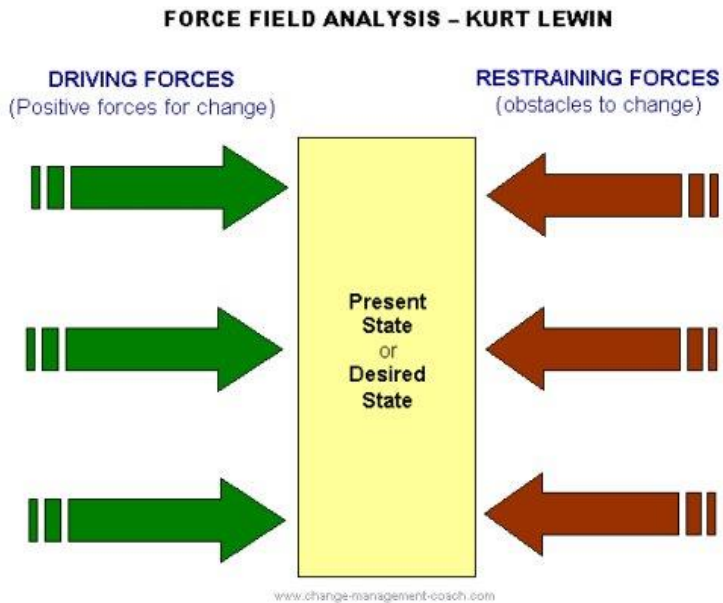 FORCE FIELD ANALYSIS – KURT LEWIN
DRIVING FORCES
(Positive forces for change)
RESTRAINING FORCES
(obstacles to change)
Present
State
or
Desired
State
www.change-management-coach.com